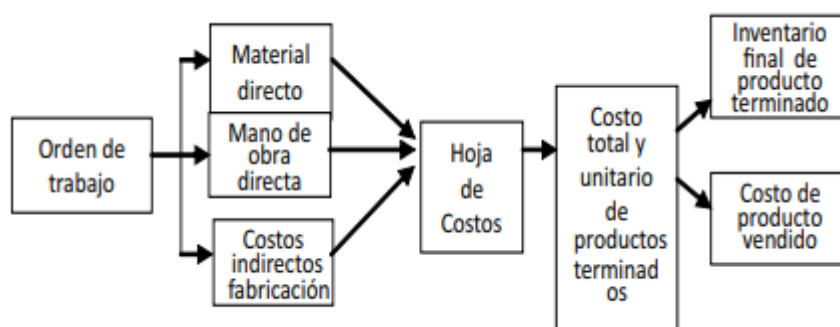 Orden de
trabajo
Material
directo
Mano de
obra
directa
Costos
indirectos
fabricación
Hoja
de
Costos
Costo
total y
unitario
de
productos
terminad
os
Inventario
final de
producto
terminado
Costo de
producto
vendido